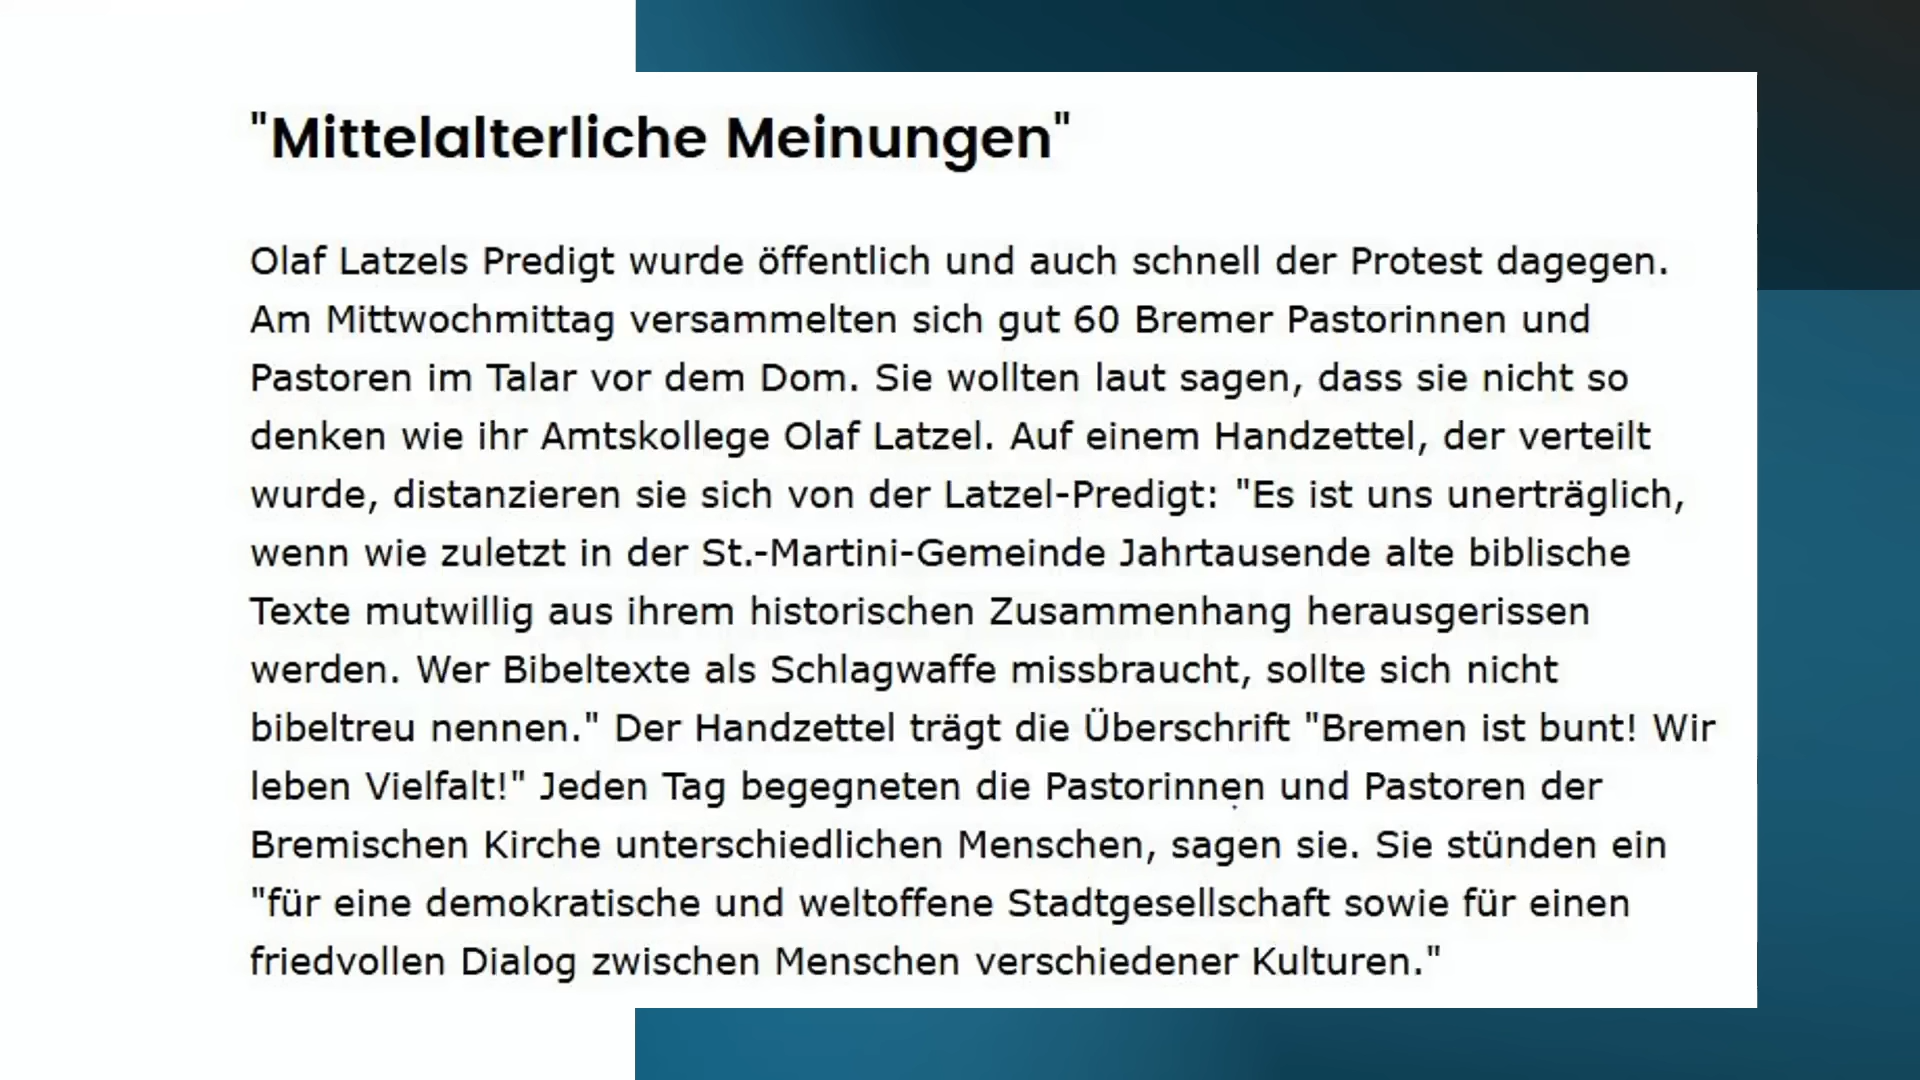 "Mittelalterliche Meinungen"
Olaf Latzels Predigt wurde öffentlich und auch schnell der Protest dagegen.
Am Mittwochmittag versammelten sich gut 60 Bremer Pastorinnen und
Pastoren im Talar vor dem Dom. Sie wollten laut sagen, dass sie nicht so
denken wie ihr Amtskollege Olaf Latzel. Auf einem Handzettel, der verteilt
wurde, distanzieren sie sich von der Latzel-Predigt: "Es ist uns unerträglich,
wenn wie zuletzt in der St.-Martini-Gemeinde Jahrtausende alte biblische
Texte mutwillig aus ihrem historischen Zusammenhang herausgerissen
werden. Wer Bibeltexte als Schlagwaffe missbraucht, sollte sich nicht
bibeltreu nennen." Der Handzettel trägt die Überschrift "Bremen ist bunt! Wir
leben Vielfalt!" Jeden Tag begegneten die Pastorinnen und Pastoren der
Bremischen Kirche unterschiedlichen Menschen, sagen sie. Sie stünden ein
"für eine demokratische und weltoffene Stadtgesellschaft sowie für einen
friedvollen Dialog zwischen Menschen verschiedener Kulturen."